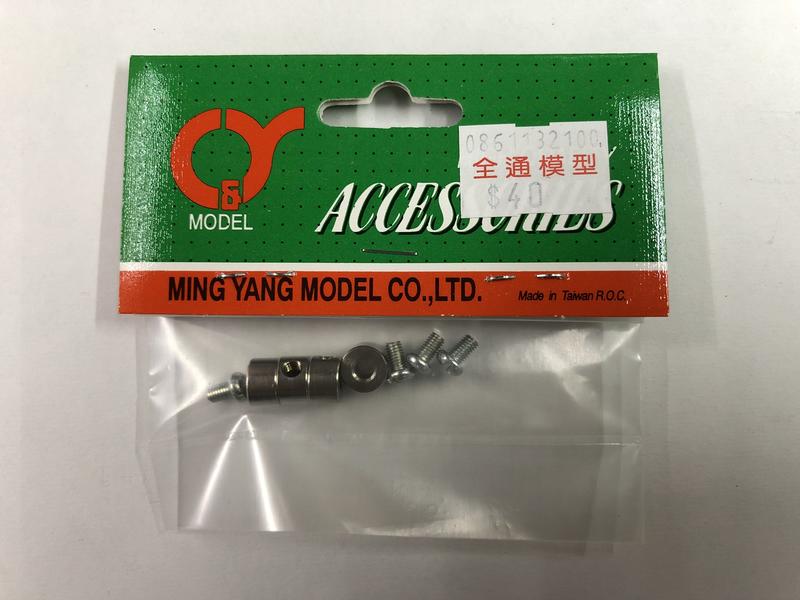 C&Y
MODEL
ACCESSORIES
0861132100
全通模型
$40
MING YANG MODEL CO.,LTD.
Made in Taiwan R.O.C.